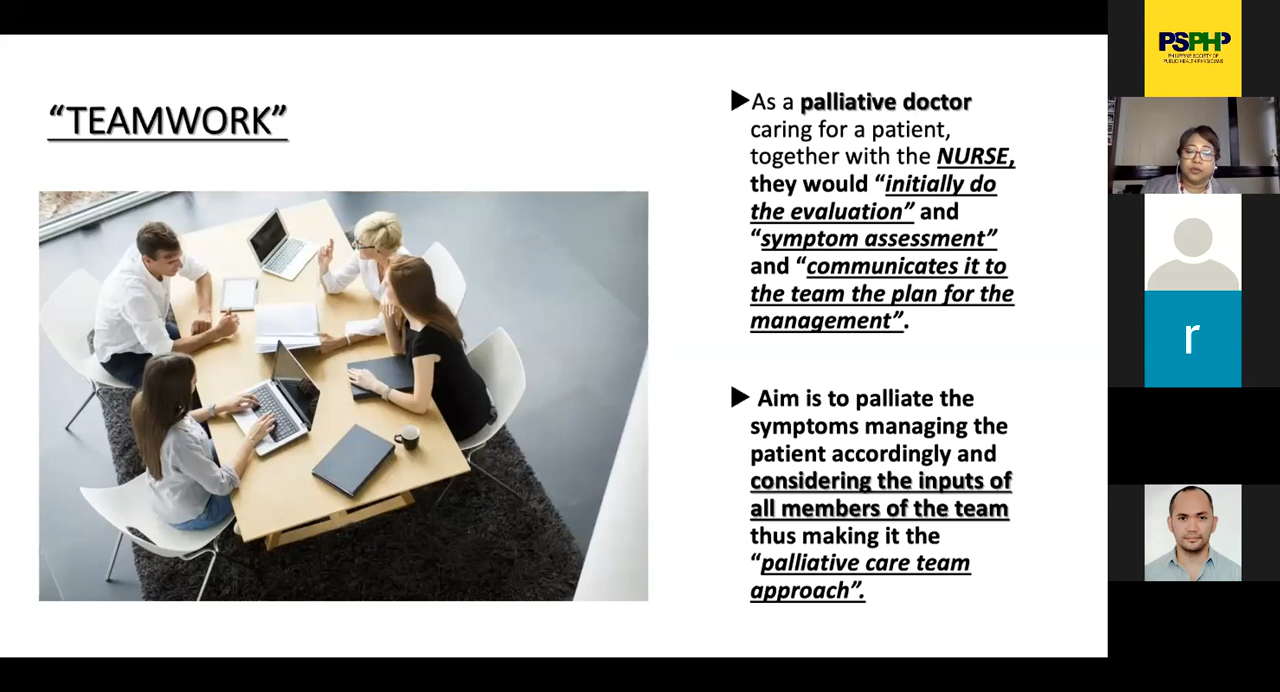 “TEAMWORK”
As a palliative doctor
caring for a patient,
together with the NURSE,
they would “initially do
the evaluation” and
“symptom assessment”
and “communicates it to
the team the plan for the
management”.
Aim is to palliate the
symptoms managing the
patient accordingly and
considering the inputs of
all members of the team
thus making it the
“palliative care team
approach”.
PSPHP
PHILIPPINE SOCIETY OF
PUBLIC HEALTH PHYSICIANS
r